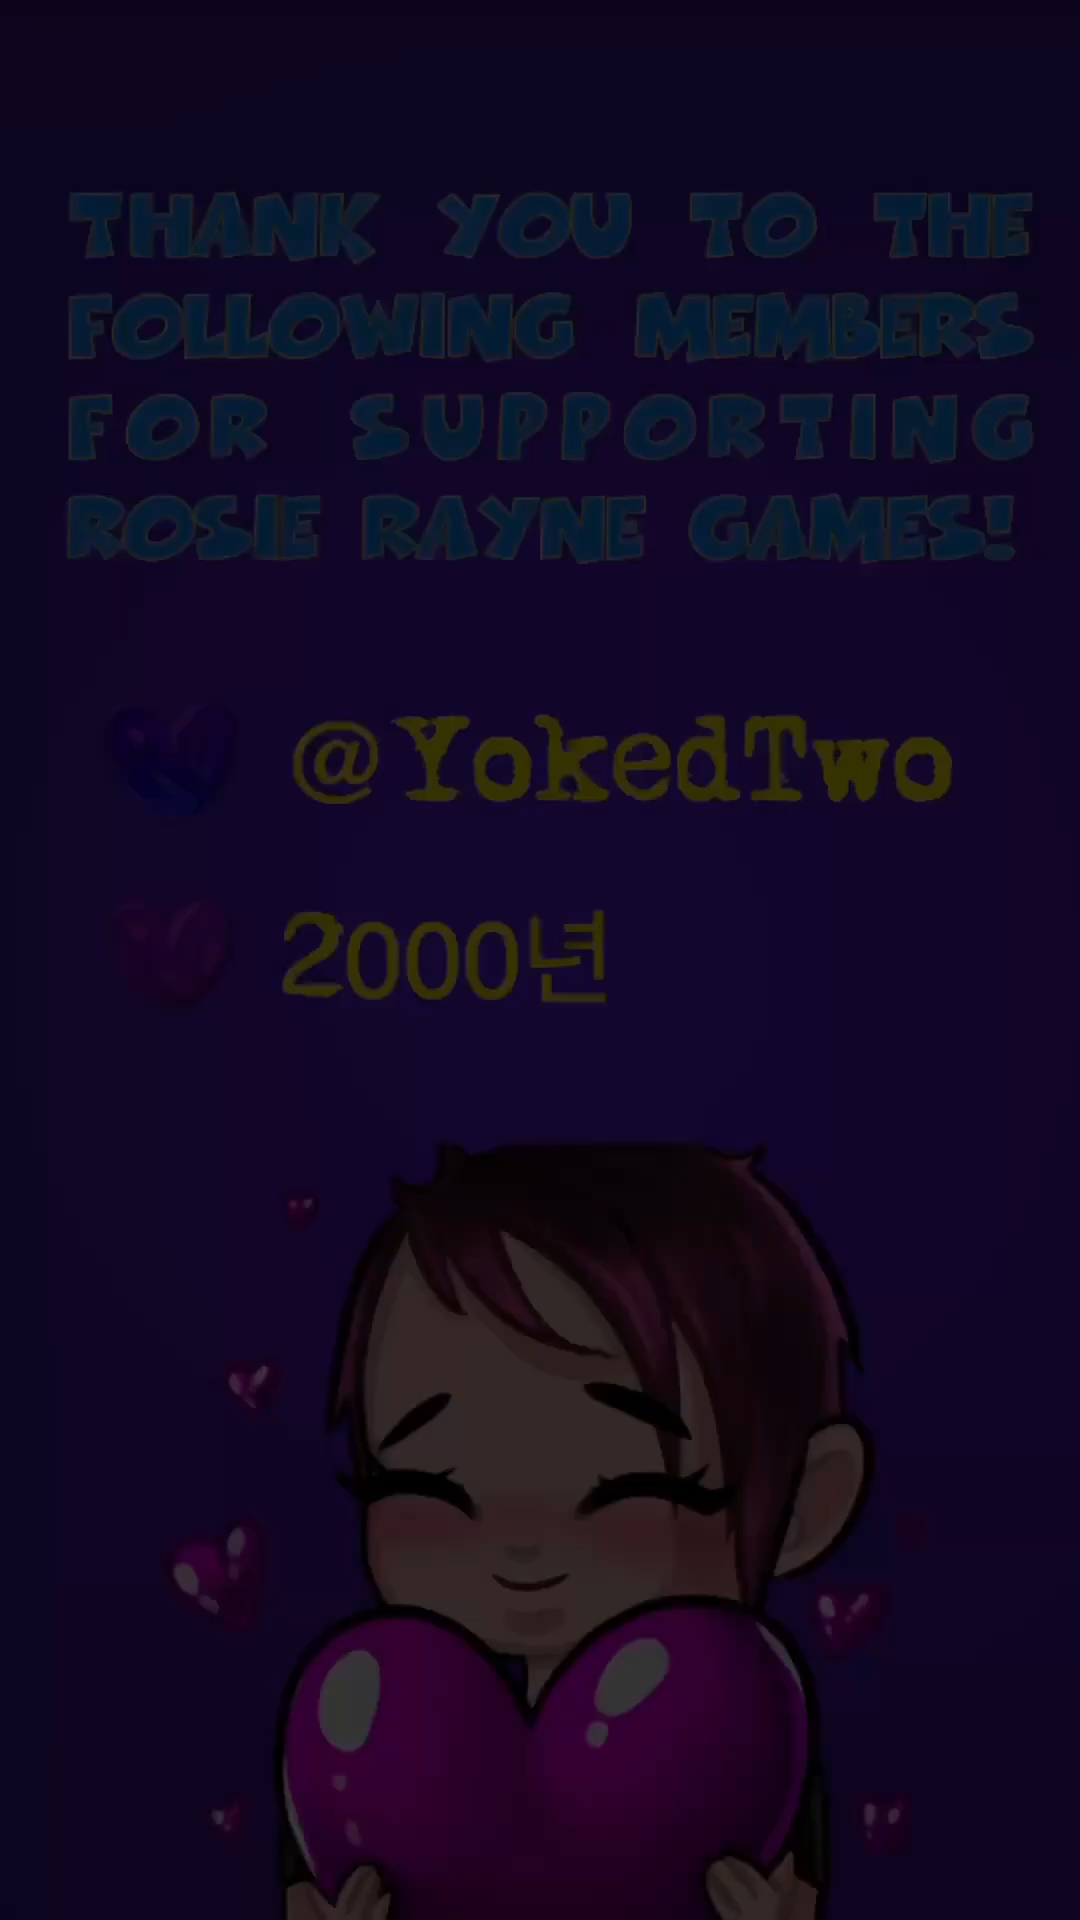 THANK YOU TO THE
FOLLOWING MEMBERS
FOR SUPPORTING
ROSIE RAYNE GAMES!
@YokedTwo
2000년